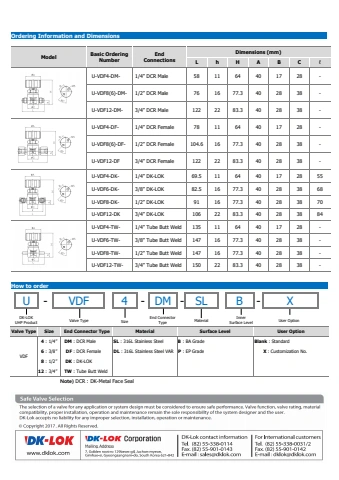 Ordering Information and Dimensions
Model Basic Ordering Number End Connections Dimensions (mm)
L h H A B C ℓ
U-VDF4-DM- 1/4" DCR Male 58 11 64 40 17 28 -
U-VDF8(6)-DM- 1/2" DCR Male 76 16 77.3 40 28 38 -
U-VDF12-DM- 3/4" DCR Male 122 22 83.3 40 28 38 -
U-VDF4-DF- 1/4" DCR Female 78 11 64 40 17 28 -
U-VDF8(6)-DF- 1/2" DCR Female 104.6 16 77.3 40 28 38 -
U-VDF12-DF 3/4" DCR Female 122 22 83.3 40 28 38 -
U-VDF4-DK- 1/4" DK-LOK 69.5 11 64 40 17 28 55
U-VDF6-DK- 3/8" DK-LOK 82.5 16 77.3 40 28 38 68
U-VDF8-DK- 1/2" DK-LOK 91 16 77.3 40 28 38 70
U-VDF12-DK 3/4" DK-LOK 106 22 83.3 40 28 38 84
U-VDF4-TW- 1/4" Tube Butt Weld 135 11 64 40 17 28 -
U-VDF6-TW- 3/8" Tube Butt Weld 147 16 77.3 40 28 38 -
U-VDF8-TW- 1/2" Tube Butt Weld 147 16 77.3 40 28 38 -
U-VDF12-TW- 3/4" Tube Butt Weld 150 22 83.3 40 28 38 -
How to order
U - VDF - 4 - DM - SL - B - X
DK-LOK UHP Product Valve Type Size End Connector Type Material Inner Surface Level User Option
Valve Type Size End Connector Type Material Surface Level User Option
VDF
4 : 1/4" DM : DCR Male SL : 316L Stainless Steel B : BA Grade Blank : Standard
6 : 3/8" DF : DCR Female DL : 316L Stainless Steel VAR P : EP Grade X : Customization No.
8 : 1/2" DK : DK-LOK
12 : 3/4" TW : Tube Butt Weld
Note) DCR : DK-Metal Face Seal
Safe Valve Selection
The selection of a valve for any application or system design must be considered to ensure safe performance. Valve function, valve rating, material
compatibility, proper installation, operation and maintenance remain the sole responsibility of the system designer and the user.
DK-Lok accepts no liability for any improper selection, installation, operation or maintenance.
© Copyright 2017. All Rights Reserved.
DK-LOK
www.dklok.com
DK-LOK Corporation
Mailing Address
DK-Lok contact information
Tel. (82) 55-338-0114
Fax. (82) 55-901-0143
E-mail : sales@dklok.com
For International customers
Tel. (82) 55-338-0031/2
Fax. (82) 55-901-0142
E-mail : dklok@dklok.com